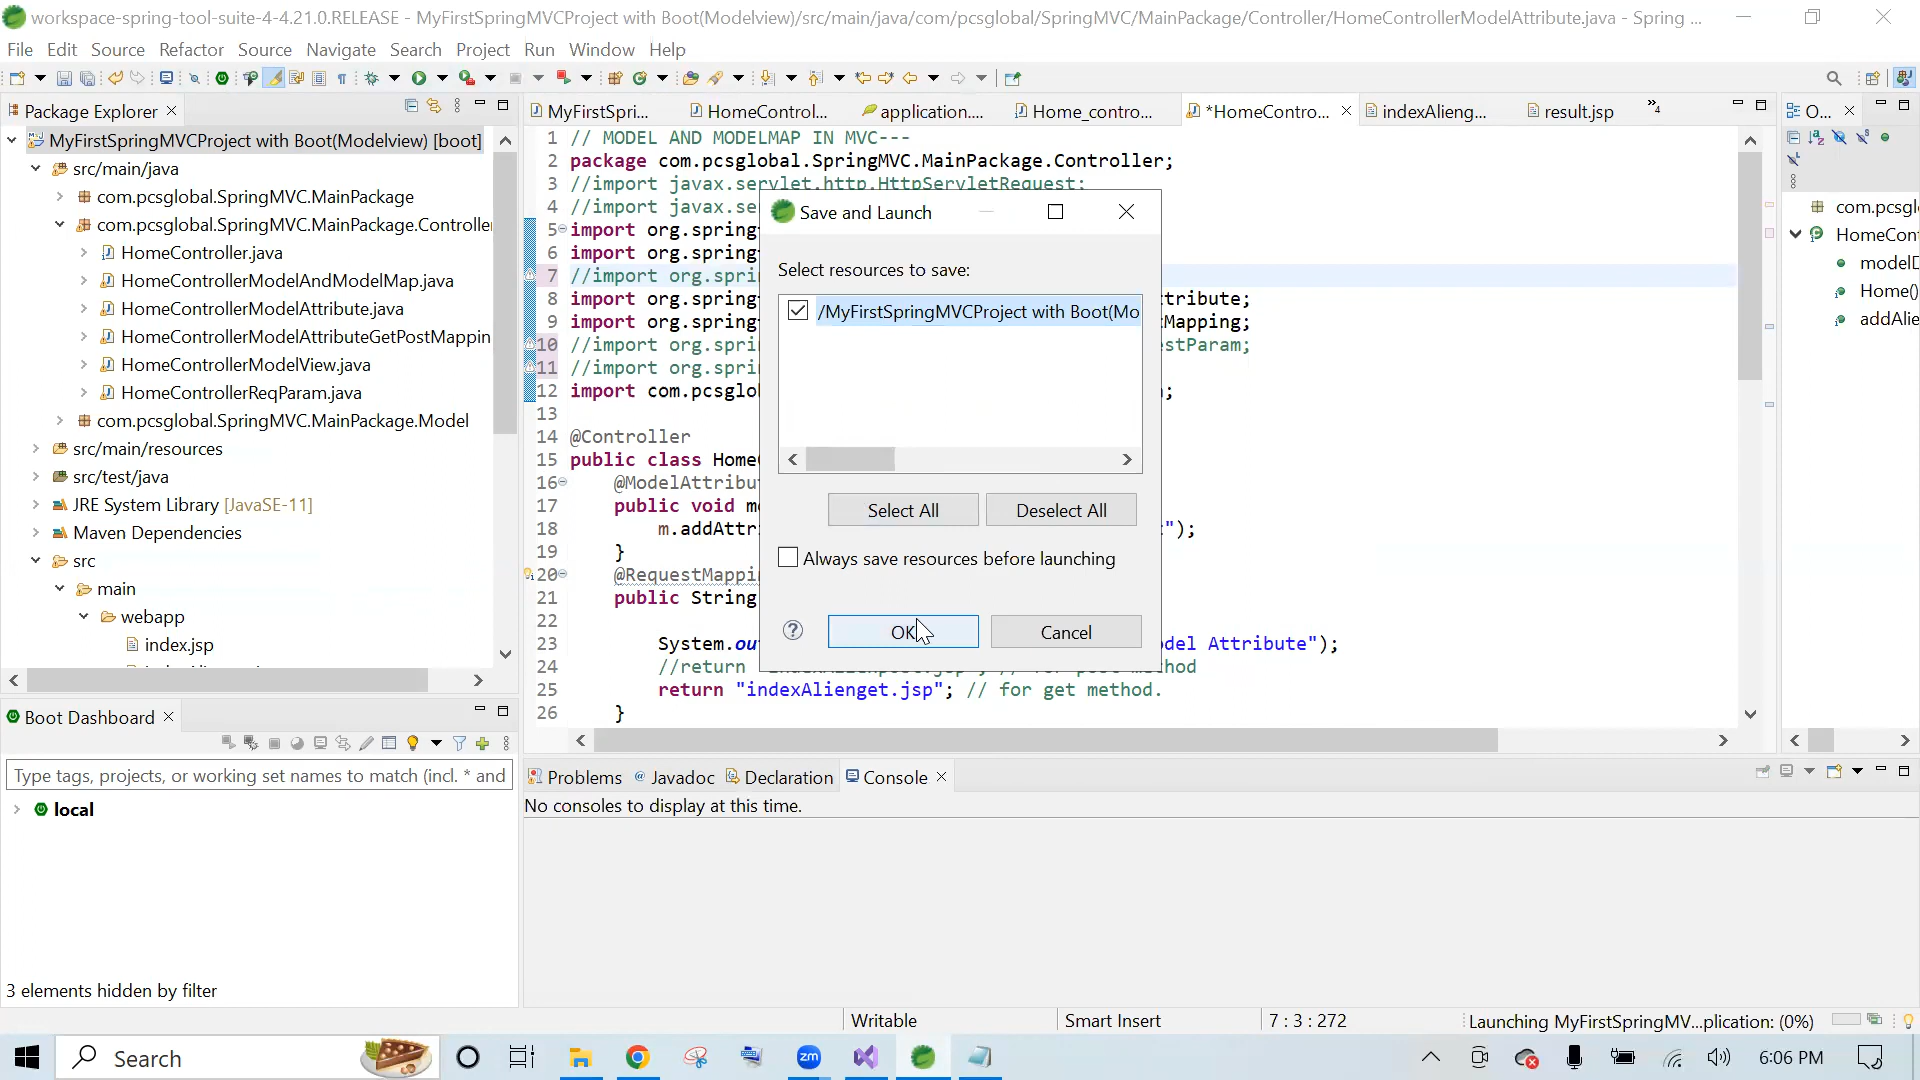 workspace-spring-tool-suite-4-4.21.0.RELEASE - MyFirstSpringMVCProject with Boot(Modelview)/src/main/java/com/pcsglobal/SpringMVC/MainPackage/Controller/HomeControllerModelAttribute.java - Spring ...
File Edit Source Refactor Source Navigate Search Project Run Window Help
Package Explorer
MyFirstSpri...
HomeControl...
application....
Home_contro...
*HomeContro...
indexAlieng...
result.jsp
4
O...
MyFirstSpringMVCProject with Boot(Modelview) [boot]
src/main/java
com.pcsglobal.SpringMVC.MainPackage
com.pcsglobal.SpringMVC.MainPackage.Controller
HomeController.java
HomeControllerModelAndModelMap.java
HomeControllerModelAttribute.java
HomeControllerModelAttributeGetPostMappin
HomeControllerModelView.java
HomeControllerReqParam.java
com.pcsglobal.SpringMVC.MainPackage.Model
src/main/resources
src/test/java
JRE System Library [JavaSE-11]
Maven Dependencies
src
main
webapp
index.jsp
1 // MODEL AND MODELMAP IN MVC---
2 package com.pcsglobal.SpringMVC.MainPackage.Controller;
3 //import javax.servlet.http.HttpServletRequest;
4 //import javax.se
5 import org.spring
6 import org.spring
7 //import org.spri
8 import org.spring ttribute;
9 import org.spring tMapping;
10 //import org.spri stParam;
11 //import org.spri
12 import com.pcsglo ;
13
14 @Controller
15 public class Home
16 @ModelAttribu
17 public void m
18 m.addAttr t");
19 }
20 @RequestMappi
21 public String
22
23 System.ou del Attribute");
24 //return hod
25 return "indexAlienget.jsp"; // for get method.
26 }
Save and Launch
Select resources to save:
/MyFirstSpringMVCProject with Boot(Mo
Select All
Deselect All
Always save resources before launching
OK
Cancel
com.pcsgl
HomeCont
model
Home()
addAlie
Boot Dashboard
Type tags, projects, or working set names to match (incl. * and
local
3 elements hidden by filter
Problems
@ Javadoc
Declaration
Console
No consoles to display at this time.
Writable
Smart Insert
7 : 3 : 272
Launching MyFirstSpringMV...plication: (0%)
Search
zm
6:06 PM